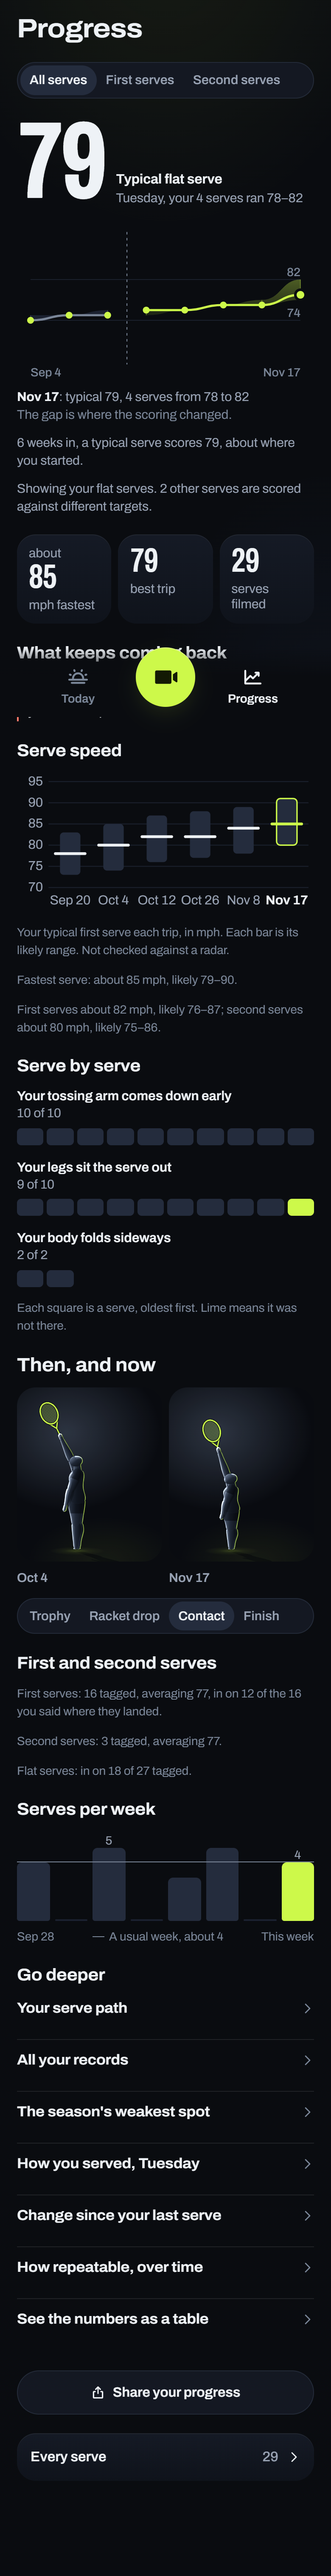 Progress
All serves First serves Second serves
79
Typical flat serve
Tuesday, your 4 serves ran 78–82
82
74
Sep 4 Nov 17
Nov 17: typical 79, 4 serves from 78 to 82
The gap is where the scoring changed.
6 weeks in, a typical serve scores 79, about where
you started.
Showing your flat serves. 2 other serves are scored
against different targets.
about
85
mph fastest
79
best trip
29
serves
filmed
What keeps coming back
Today
Progress
Serve speed
95
90
85
80
75
70
Sep 20 Oct 4 Oct 12 Oct 26 Nov 8 Nov 17
Your typical first serve each trip, in mph. Each bar is its
likely range. Not checked against a radar.
Fastest serve: about 85 mph, likely 79–90.
First serves about 82 mph, likely 76–87; second serves
about 80 mph, likely 75–86.
Serve by serve
Your tossing arm comes down early
10 of 10
Your legs sit the serve out
9 of 10
Your body folds sideways
2 of 2
Each square is a serve, oldest first. Lime means it was
not there.
Then, and now
Oct 4 Nov 17
Trophy Racket drop Contact Finish
First and second serves
First serves: 16 tagged, averaging 77, in on 12 of the 16
you said where they landed.
Second serves: 3 tagged, averaging 77.
Flat serves: in on 18 of 27 tagged.
Serves per week
5
4
Sep 28 — A usual week, about 4 This week
Go deeper
Your serve path
All your records
The season's weakest spot
How you served, Tuesday
Change since your last serve
How repeatable, over time
See the numbers as a table
Share your progress
Every serve 29